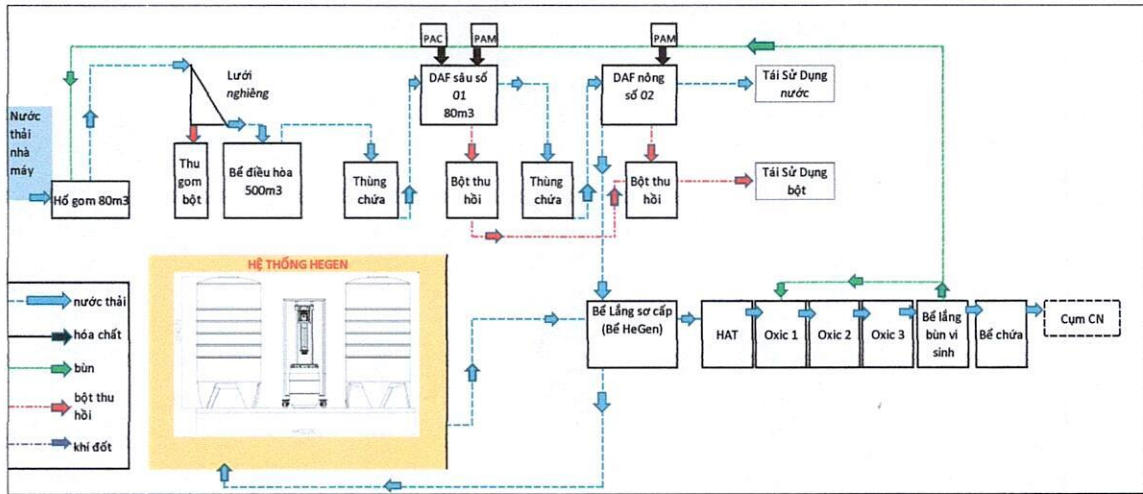 PAC
PAM
PAM
Nước
thải
nhà
máy
Hố gom 80m3
Lưới
nghiêng
Thu
gom
bột
Bể điều hòa
500m3
Thùng
chứa
DAF sâu số
01
80m3
Bột thu
hồi
Thùng
chứa
DAF nông
số 02
Bột thu
hồi
Tái Sử Dụng
nước
Tái Sử Dụng
bột
HỆ THỐNG HEGEN
nước thải
hóa chất
bùn
bột thu
hồi
khí đốt
Bể Lắng sơ cấp
(Bể HeGen)
HAT
Oxic 1
Oxic 2
Oxic 3
Bể lắng
bùn vi
sinh
Bể chứa
Cụm CN